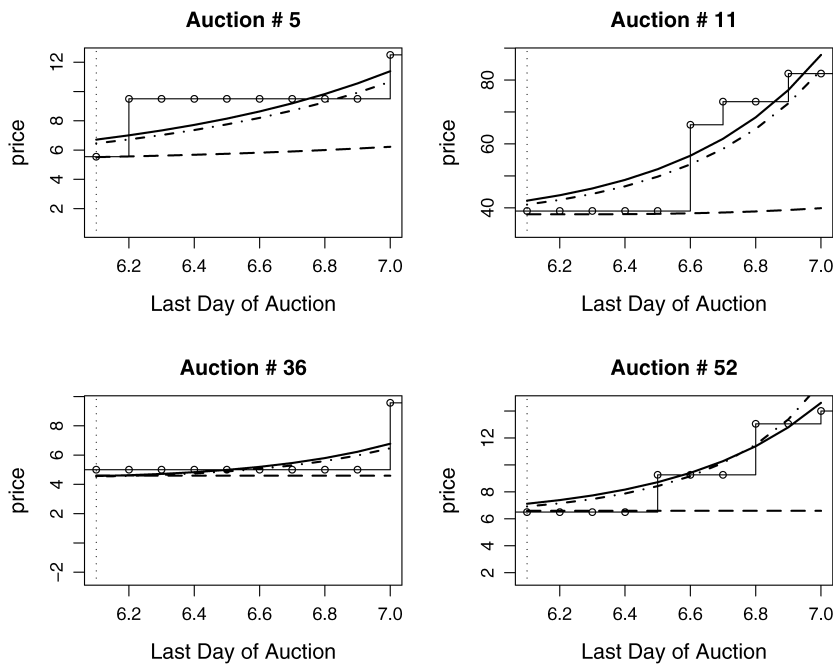 Auction # 5
price
2
4
6
8
12
6.2 6.4 6.6 6.8 7.0
Last Day of Auction
Auction # 11
price
40
60
80
6.2 6.4 6.6 6.8 7.0
Last Day of Auction
Auction # 36
price
−2
2
4
6
8
6.2 6.4 6.6 6.8 7.0
Last Day of Auction
Auction # 52
price
2
4
6
8
12
6.2 6.4 6.6 6.8 7.0
Last Day of Auction